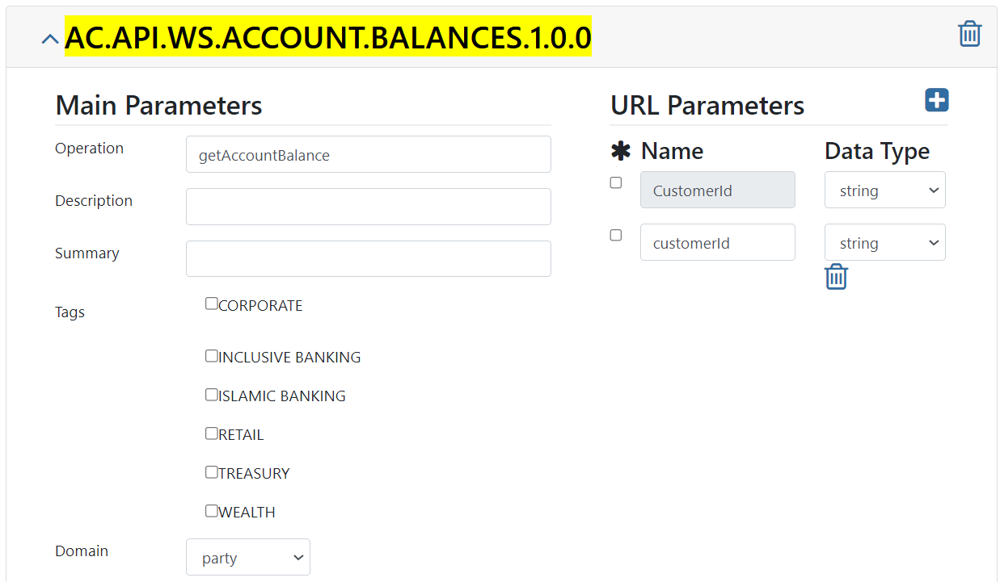 AC.API.WS.ACCOUNT.BALANCES.1.0.0
Main Parameters
Operation
getAccountBalance
Description
Summary
Tags
CORPORATE
INCLUSIVE BANKING
ISLAMIC BANKING
RETAIL
TREASURY
WEALTH
Domain
party
URL Parameters
✱ Name Data Type
CustomerId string
customerId string